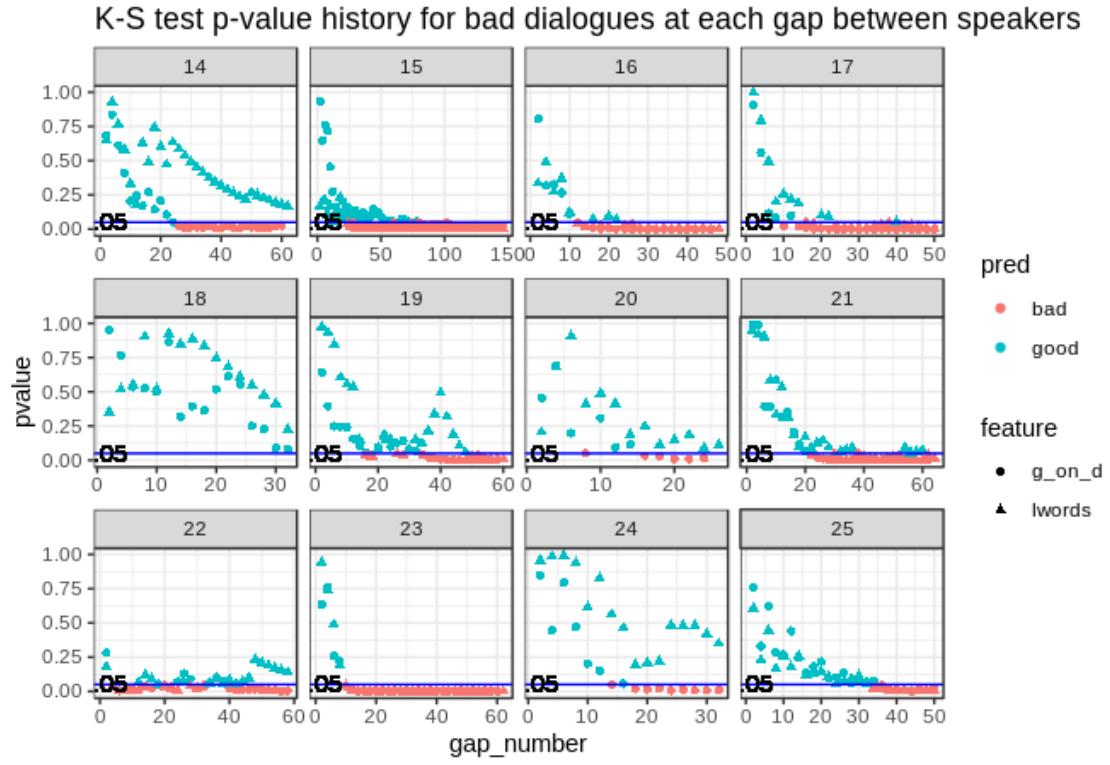 K-S test p-value history for bad dialogues at each gap between speakers
14 15 16 17
1.00
0.75
0.50
0.25
0.00
.05 .05 .05 .05
0 20 40 60 0 50 100 150 0 10 20 30 40 50 0 10 20 30 40 50
18 19 20 21
1.00
0.75
0.50
0.25
0.00
.05 .05 .05 .05
0 10 20 30 0 20 40 60 0 10 20 0 20 40 60
22 23 24 25
1.00
0.75
0.50
0.25
0.00
.05 .05 .05 .05
0 20 40 60 0 20 40 60 0 10 20 30 0 10 20 30 40 50
pvalue
gap_number
pred
bad
good
feature
g_on_d
lwords